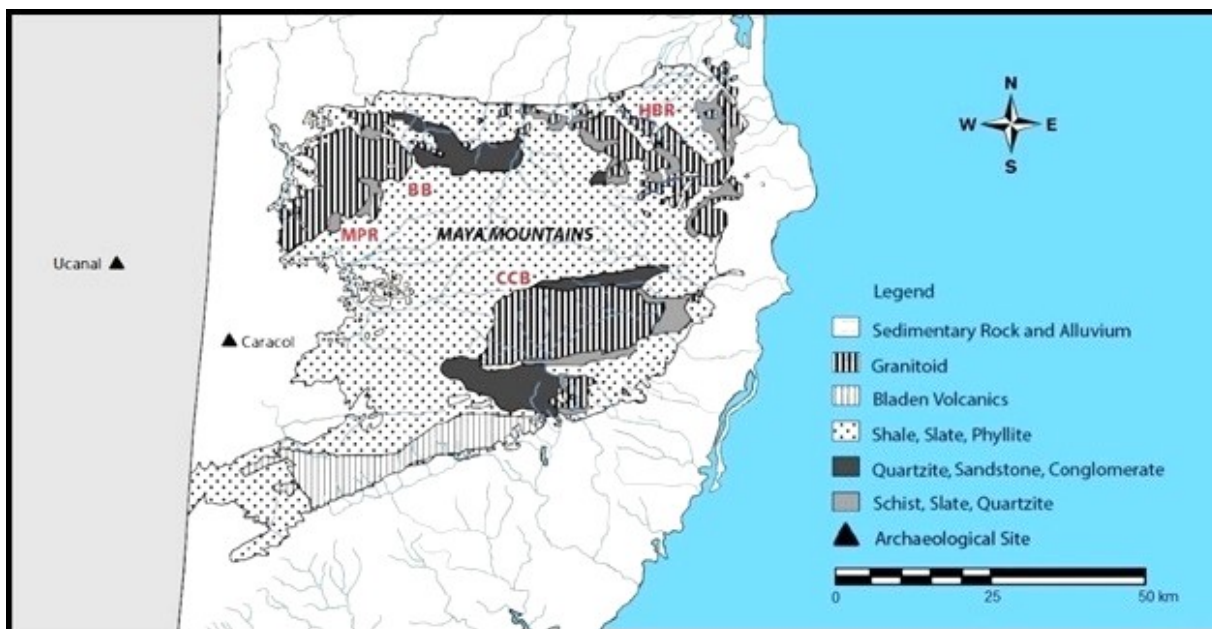 HBR
BB
MPR
MAYA MOUNTAINS
CCB
Ucanal
Caracol
N
W
E
S
Legend
Sedimentary Rock and Alluvium
Granitoid
Bladen Volcanics
Shale, Slate, Phyllite
Quartzite, Sandstone, Conglomerate
Schist, Slate, Quartzite
Archaeological Site
0 25 50 km